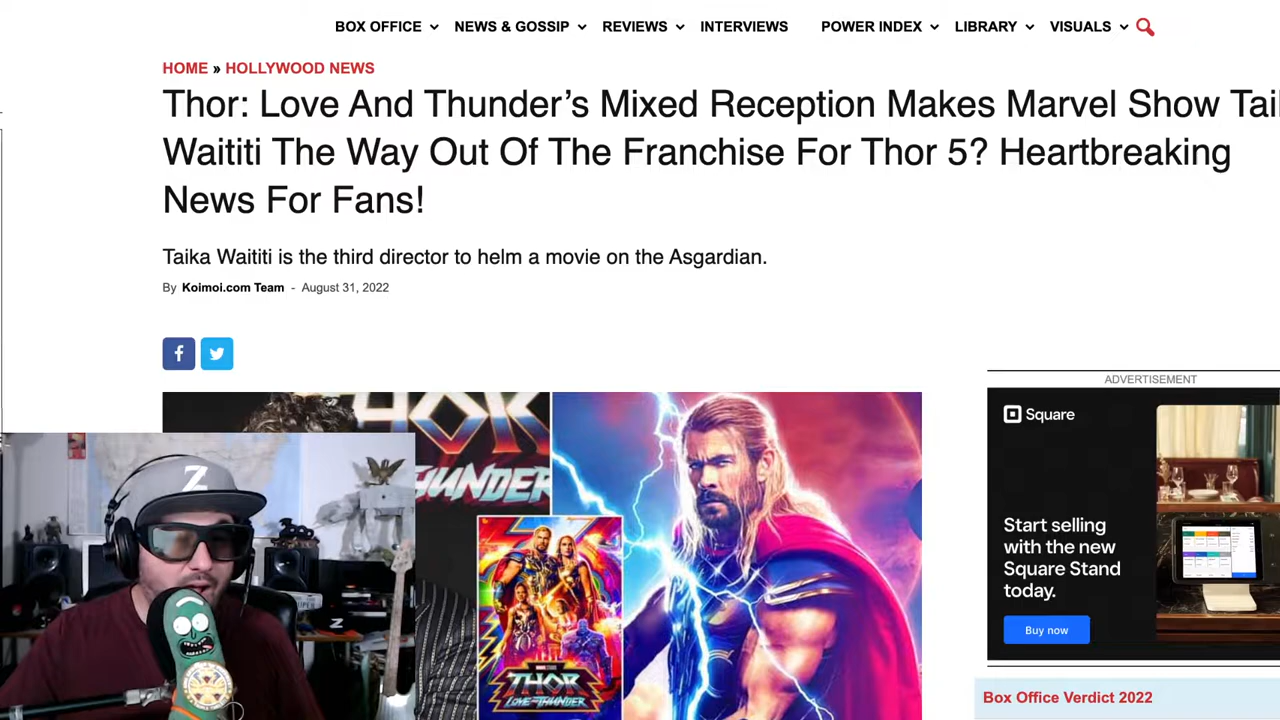 BOX OFFICE NEWS & GOSSIP REVIEWS INTERVIEWS POWER INDEX LIBRARY VISUALS
HOME » HOLLYWOOD NEWS
Thor: Love And Thunder’s Mixed Reception Makes Marvel Show
Waititi The Way Out Of The Franchise For Thor 5? Heartbreaking
News For Fans!
Taika Waititi is the third director to helm a movie on the Asgardian.
By Koimoi.com Team - August 31, 2022
ADVERTISEMENT
Square
Start selling
with the new
Square Stand
today.
Buy now
Box Office Verdict 2022
THOR
LOVE AND THUNDER
Z